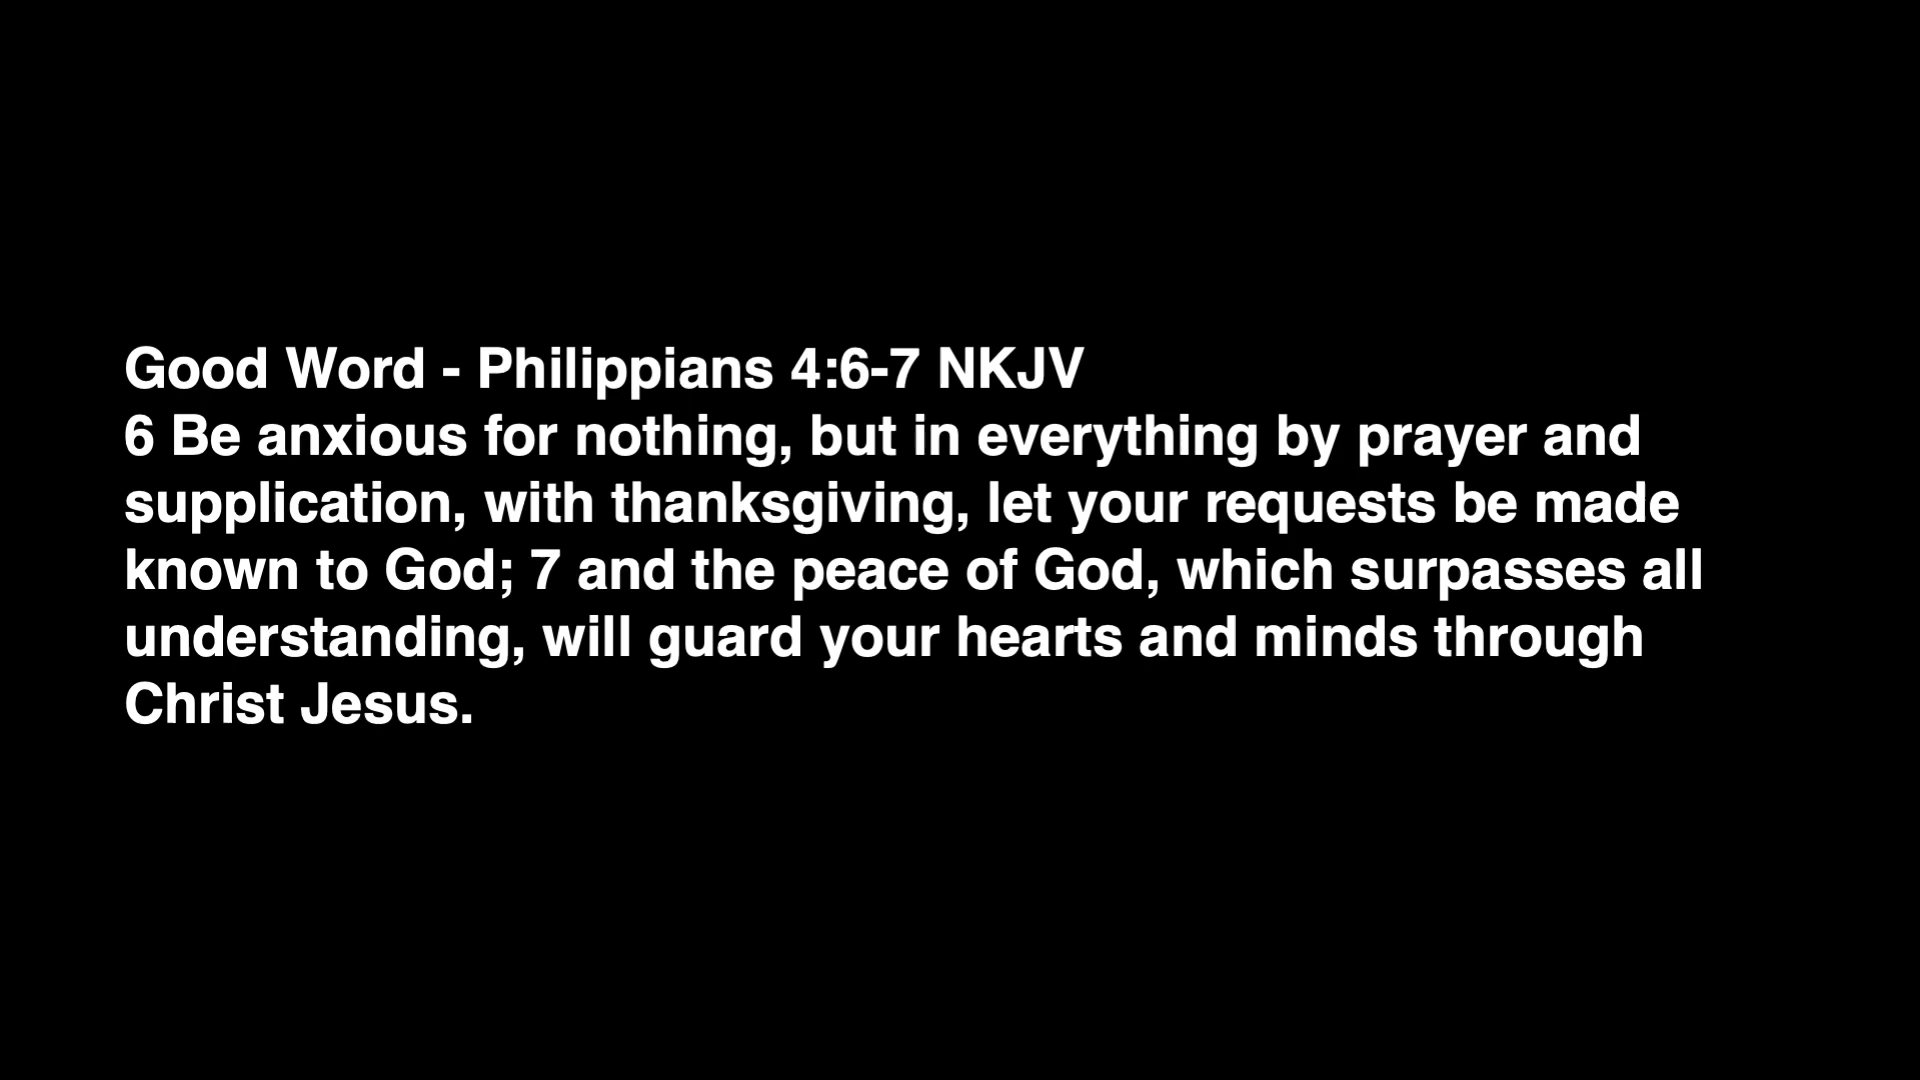 Good Word - Philippians 4:6-7 NKJV
6 Be anxious for nothing, but in everything by prayer and
supplication, with thanksgiving, let your requests be made
known to God; 7 and the peace of God, which surpasses all
understanding, will guard your hearts and minds through
Christ Jesus.